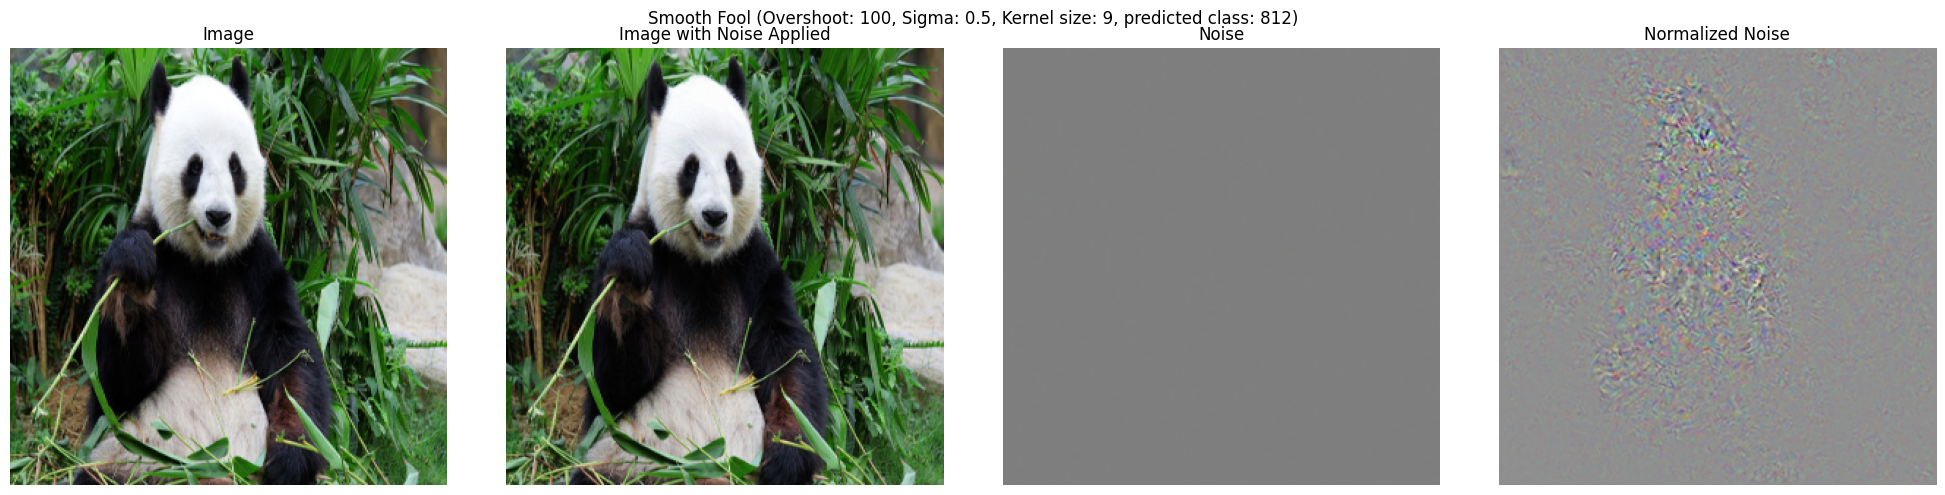 Smooth Fool (Overshoot: 100, Sigma: 0.5, Kernel size: 9, predicted class: 812)
Image
Image with Noise Applied
Noise
Normalized Noise